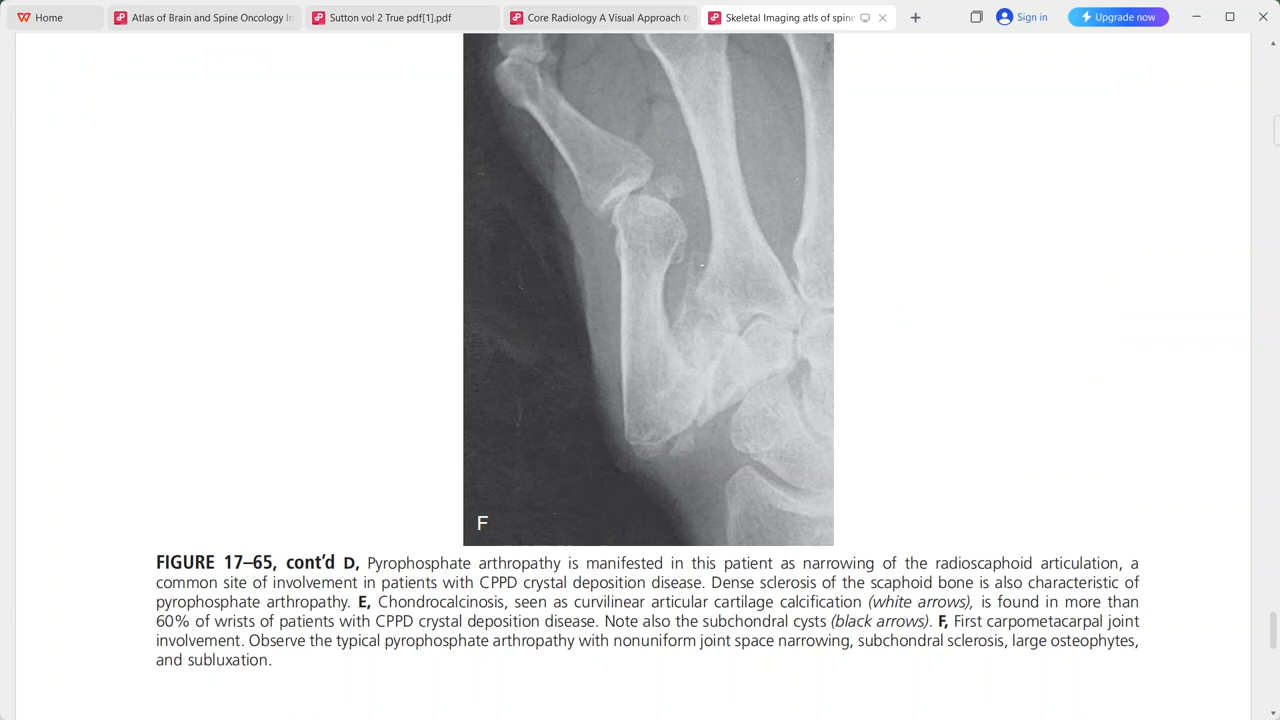 Home
Atlas of Brain and Spine Oncology I
Sutton vol 2 True pdf[1].pdf
Core Radiology A Visual Approach to
Skeletal Imaging atls of spine
Sign in
Upgrade now
F
FIGURE 17–65, cont'd D, Pyrophosphate arthropathy is manifested in this patient as narrowing of the radioscaphoid articulation, a
common site of involvement in patients with CPPD crystal deposition disease. Dense sclerosis of the scaphoid bone is also characteristic of
pyrophosphate arthropathy. E, Chondrocalcinosis, seen as curvilinear articular cartilage calcification (white arrows), is found in more than
60% of wrists of patients with CPPD crystal deposition disease. Note also the subchondral cysts (black arrows). F, First carpometacarpal joint
involvement. Observe the typical pyrophosphate arthropathy with nonuniform joint space narrowing, subchondral sclerosis, large osteophytes,
and subluxation.